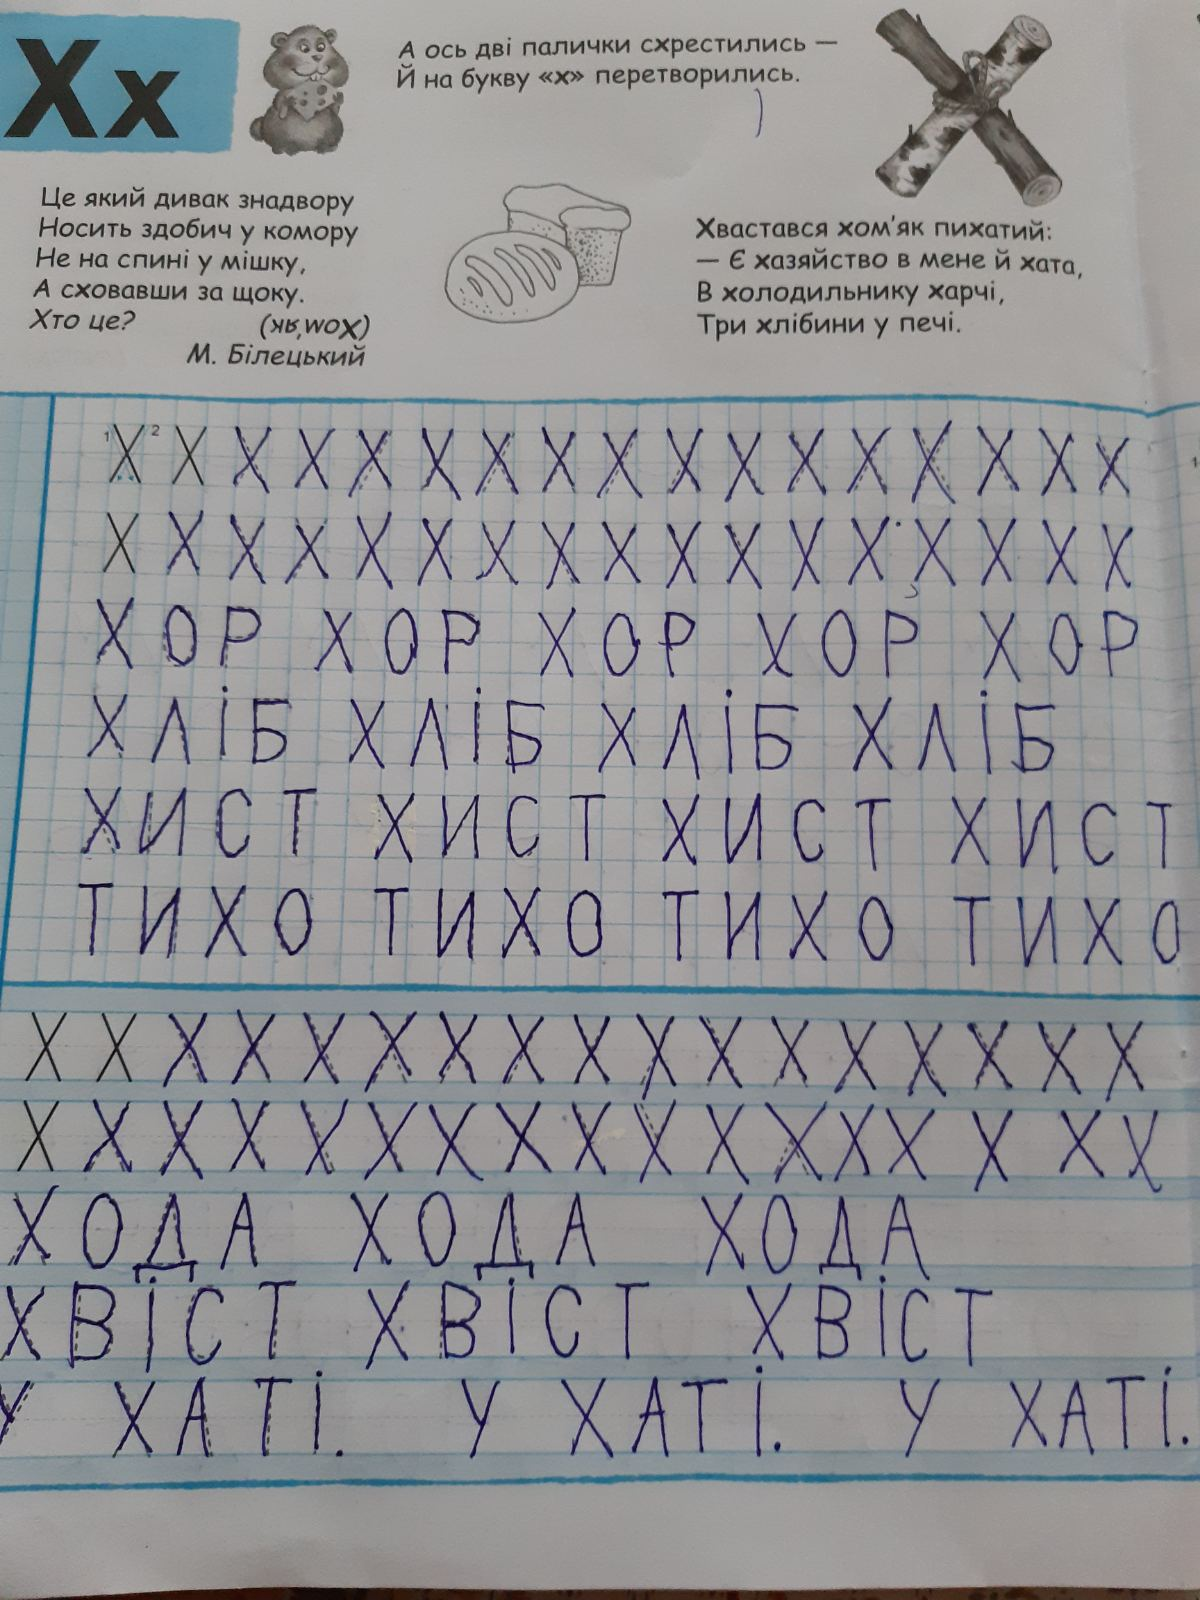 Хх
А ось дві палички схрестились —
Й на букву «х» перетворились.
Це який дивак знадвору
Носить здобич у комору
Не на спині у мішку,
А сховавши за щоку.
Хто це?
(хом'як)
М. Білецький
Хвастався хом'як пихатий:
— Є хазяйство в мене й хата,
В холодильнику харчі,
Три хлібини у печі.
1 Х 2 Х Х Х Х Х Х Х Х Х Х Х Х Х Х Х Х
Х Х Х Х Х Х Х Х Х Х Х Х Х Х Х Х Х
ХОР ХОР ХОР ХОР ХОР
ХЛІБ ХЛІБ ХЛІБ ХЛІБ
ХИСТ ХИСТ ХИСТ ХИСТ
ТИХО ТИХО ТИХО ТИХО
Х Х Х Х Х Х Х Х Х Х Х Х Х Х Х Х Х
Х Х Х Х Х Х Х Х Х Х Х Х Х Х Х Х Х
ХОДА ХОДА ХОДА
ХВІСТ ХВІСТ ХВІСТ
У ХАТІ. У ХАТІ. У ХАТІ.